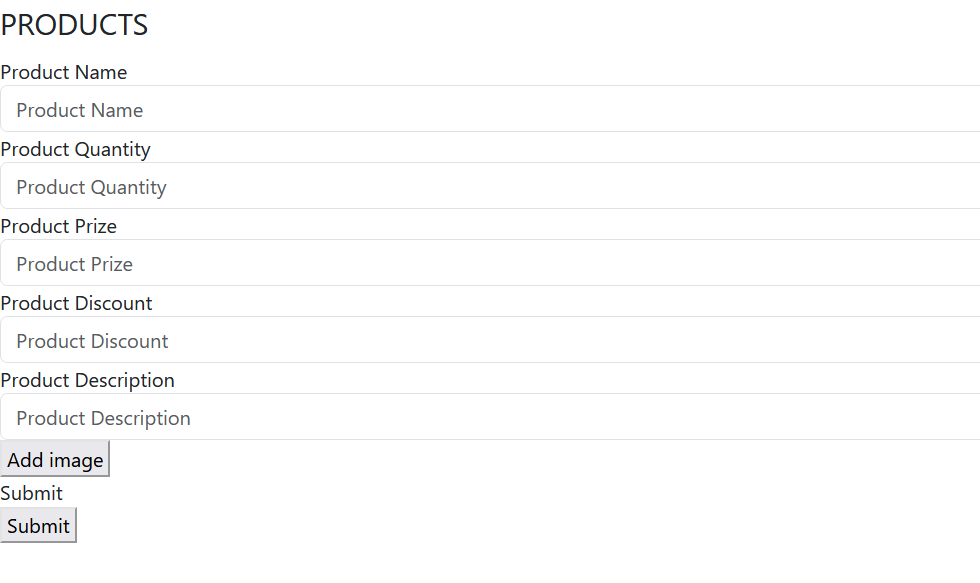 PRODUCTS
Product Name
Product Name
Product Quantity
Product Quantity
Product Prize
Product Prize
Product Discount
Product Discount
Product Description
Product Description
Add image
Submit
Submit